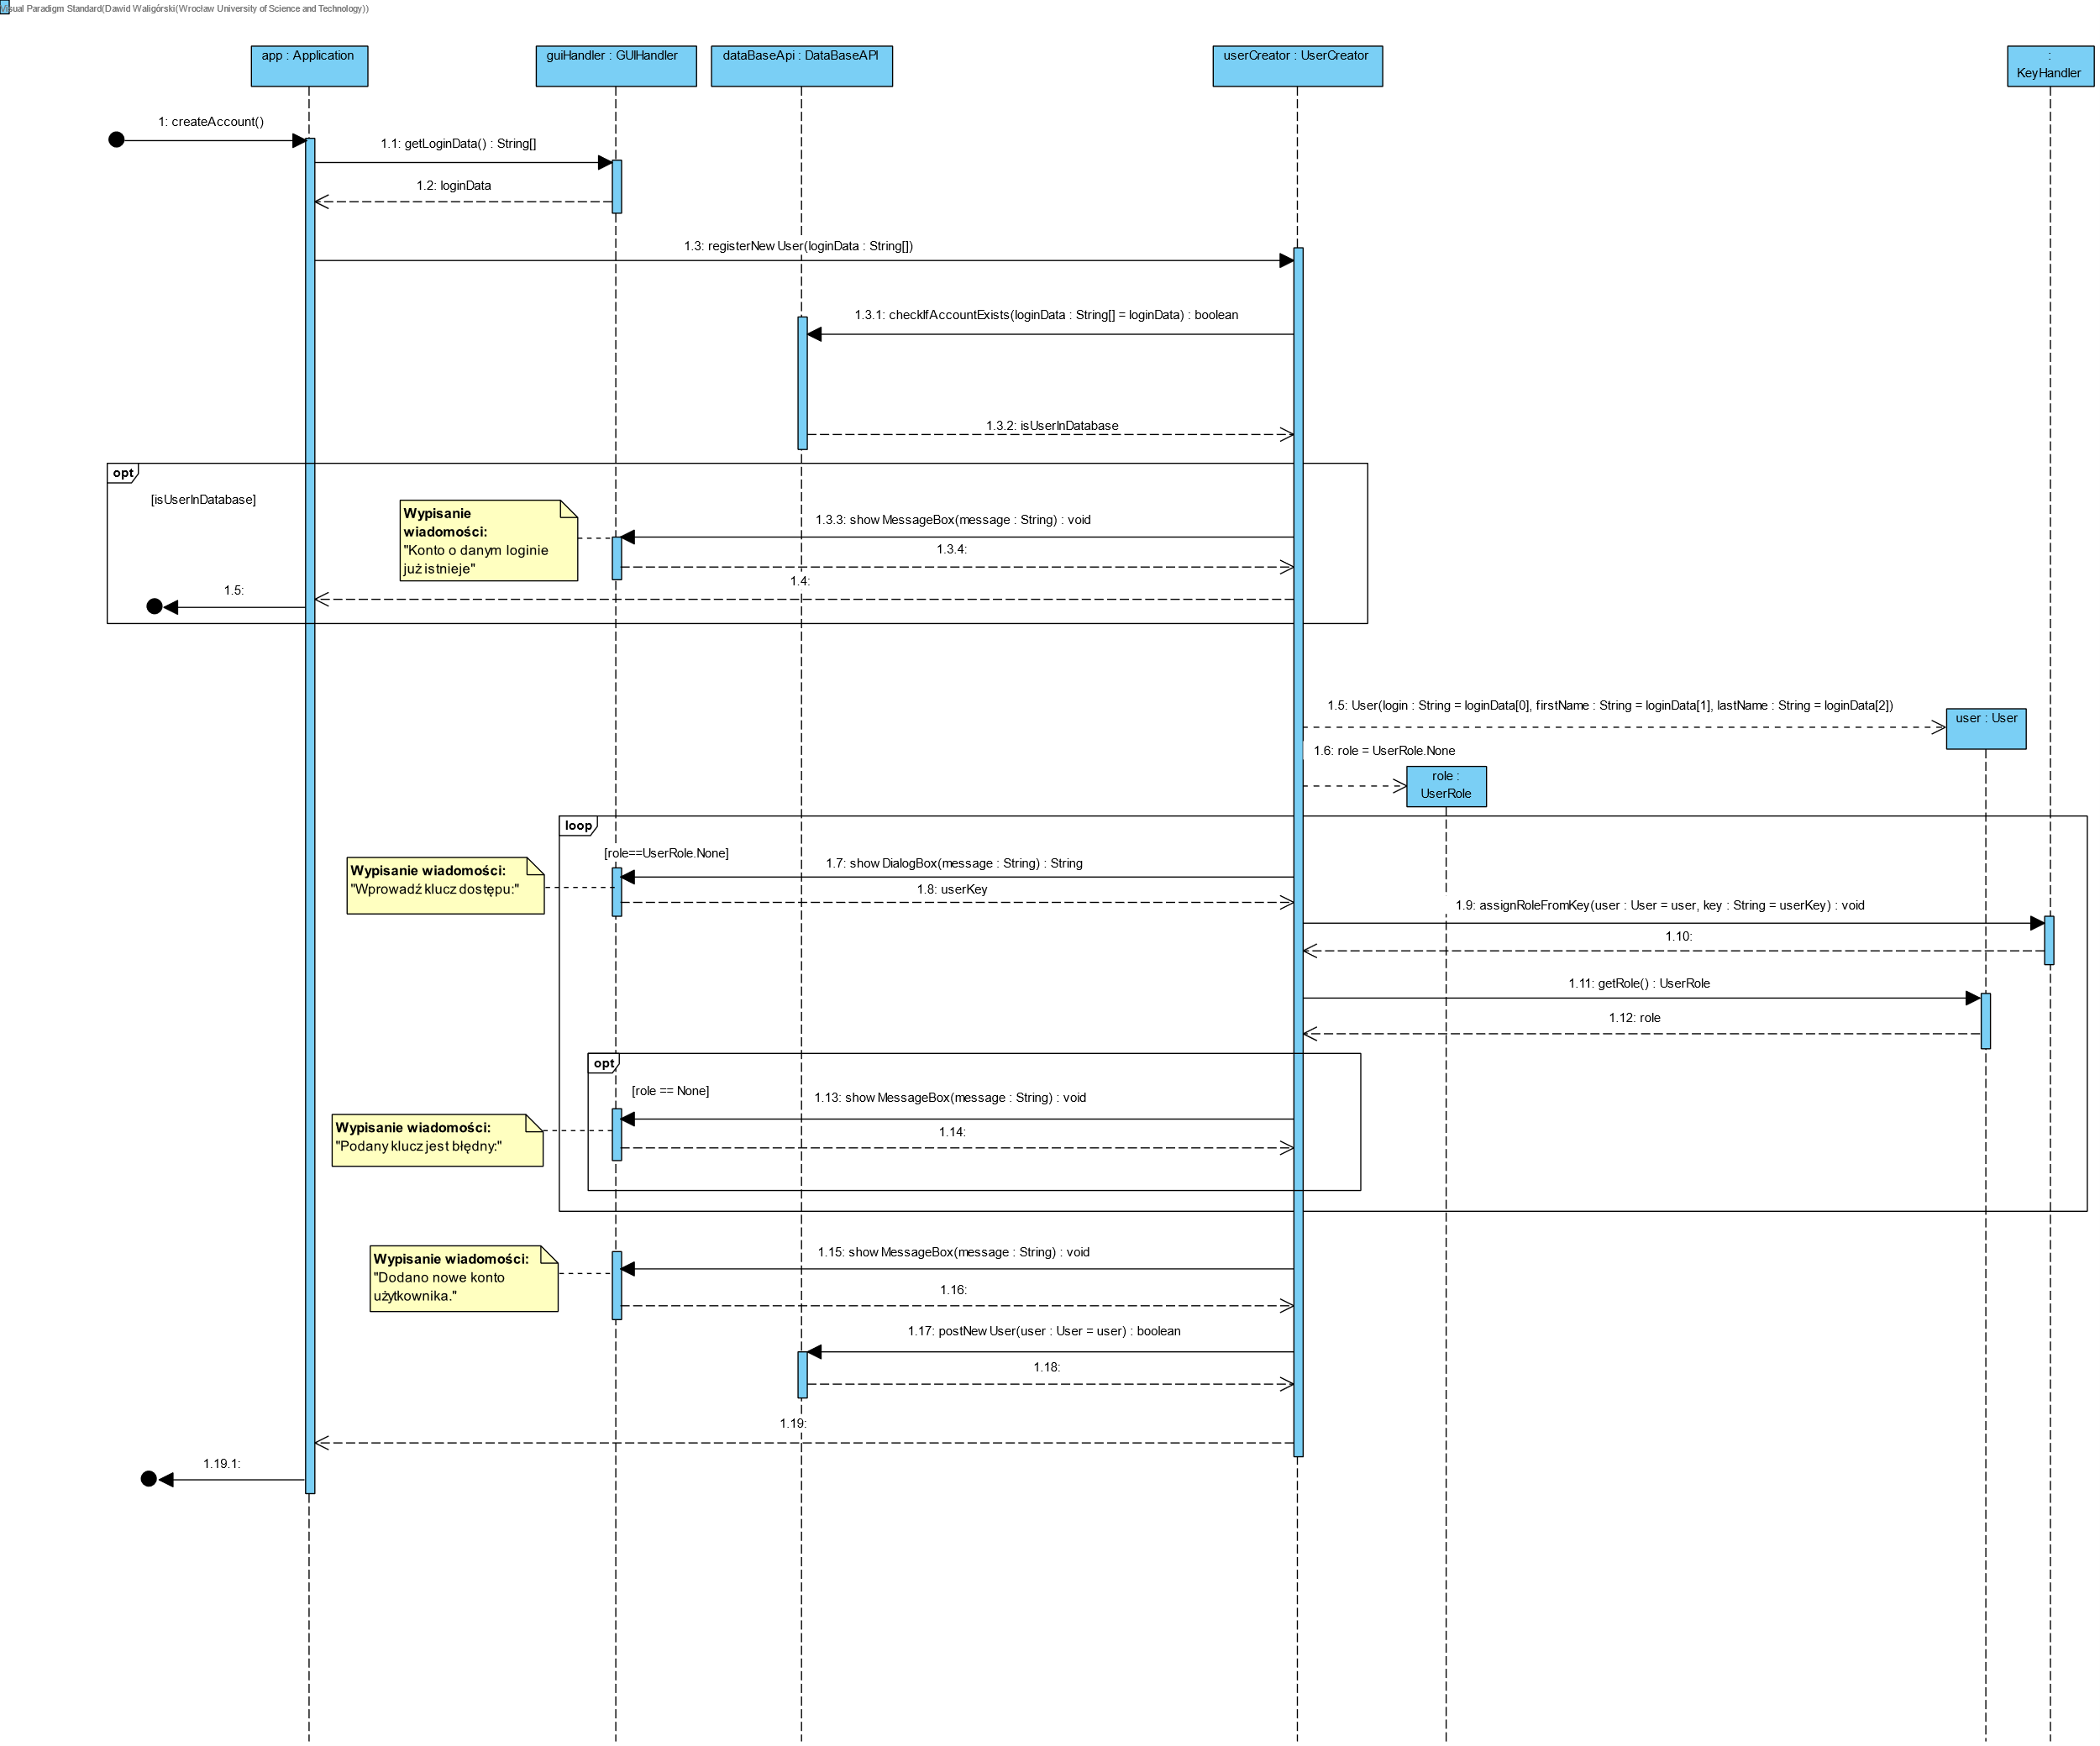 Visual Paradigm Standard(Dawid Waligórski(Wrocław University of Science and Technology))
app : Application
guiHandler : GUIHandler
dataBaseApi : DataBaseAPI
userCreator : UserCreator
:
KeyHandler
1: createAccount()
1.1: getLoginData() : String[]
1.2: loginData
1.3: registerNewUser(loginData : String[])
1.3.1: checkIfAccountExists(loginData : String[] = loginData) : boolean
1.3.2: isUserInDatabase
opt
[isUserInDatabase]
Wypisanie
wiadomości:
"Konto o danym loginie
już istnieje"
1.3.3: showMessageBox(message : String) : void
1.3.4:
1.4:
1.5:
1.5: User(login : String = loginData[0], firstName : String = loginData[1], lastName : String = loginData[2])
user : User
1.6: role = UserRole.None
role :
UserRole
loop
[role==UserRole.None]
Wypisanie wiadomości:
"Wprowadź klucz dostępu:"
1.7: showDialogBox(message : String) : String
1.8: userKey
1.9: assignRoleFromKey(user : User = user, key : String = userKey) : void
1.10:
1.11: getRole() : UserRole
1.12: role
opt
[role == None]
1.13: showMessageBox(message : String) : void
Wypisanie wiadomości:
"Podany klucz jest błędny:"
1.14:
Wypisanie wiadomości:
"Dodano nowe konto
użytkownika."
1.15: showMessageBox(message : String) : void
1.16:
1.17: postNewUser(user : User = user) : boolean
1.18:
1.19:
1.19.1: